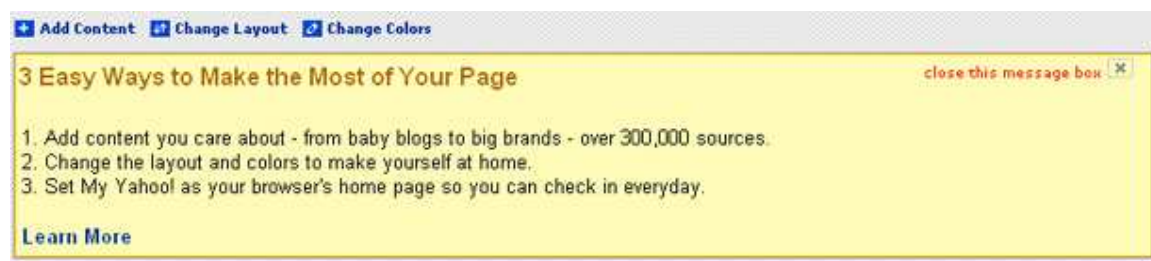 Add Content Change Layout Change Colors
3 Easy Ways to Make the Most of Your Page
close this message box
1. Add content you care about - from baby blogs to big brands - over 300,000 sources.
2. Change the layout and colors to make yourself at home.
3. Set My Yahoo! as your browser's home page so you can check in everyday.
Learn More